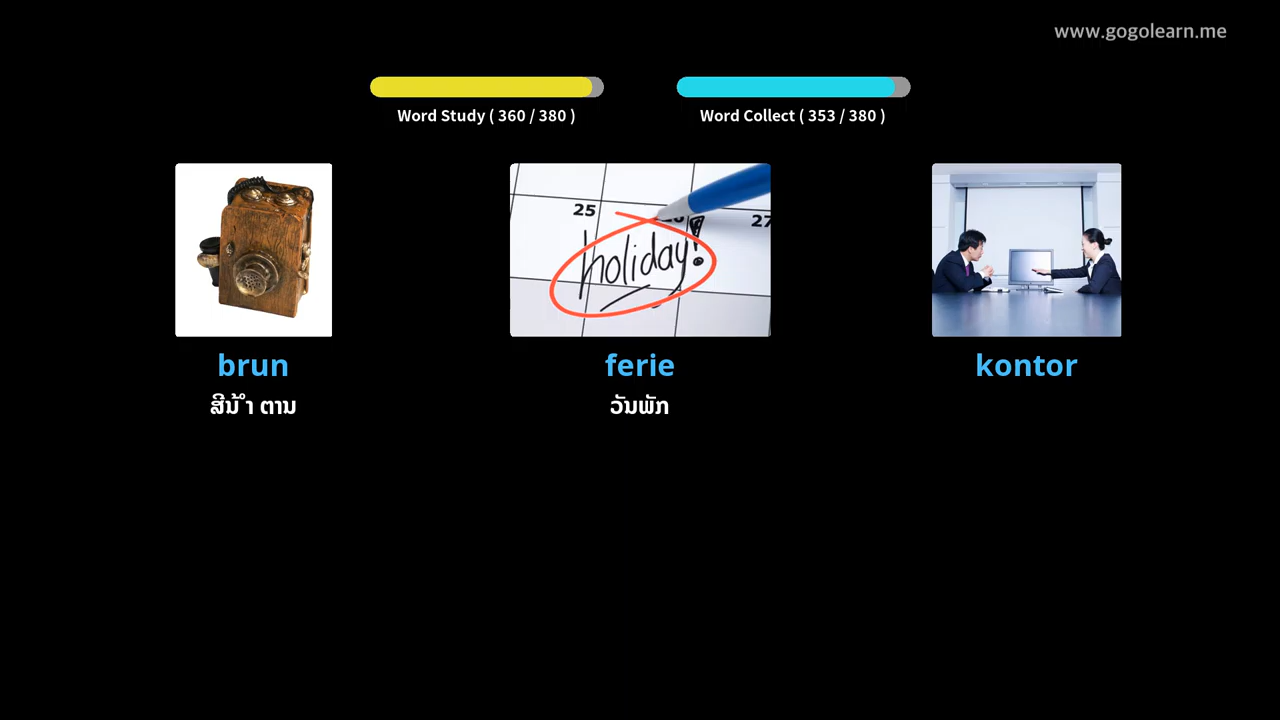 www.gogolearn.me
Word Study ( 360 / 380 )
Word Collect ( 353 / 380 )
25
27
holiday!
brun
ferie
kontor
ສີນ້ຳ ຕານ
ວັນພັກ